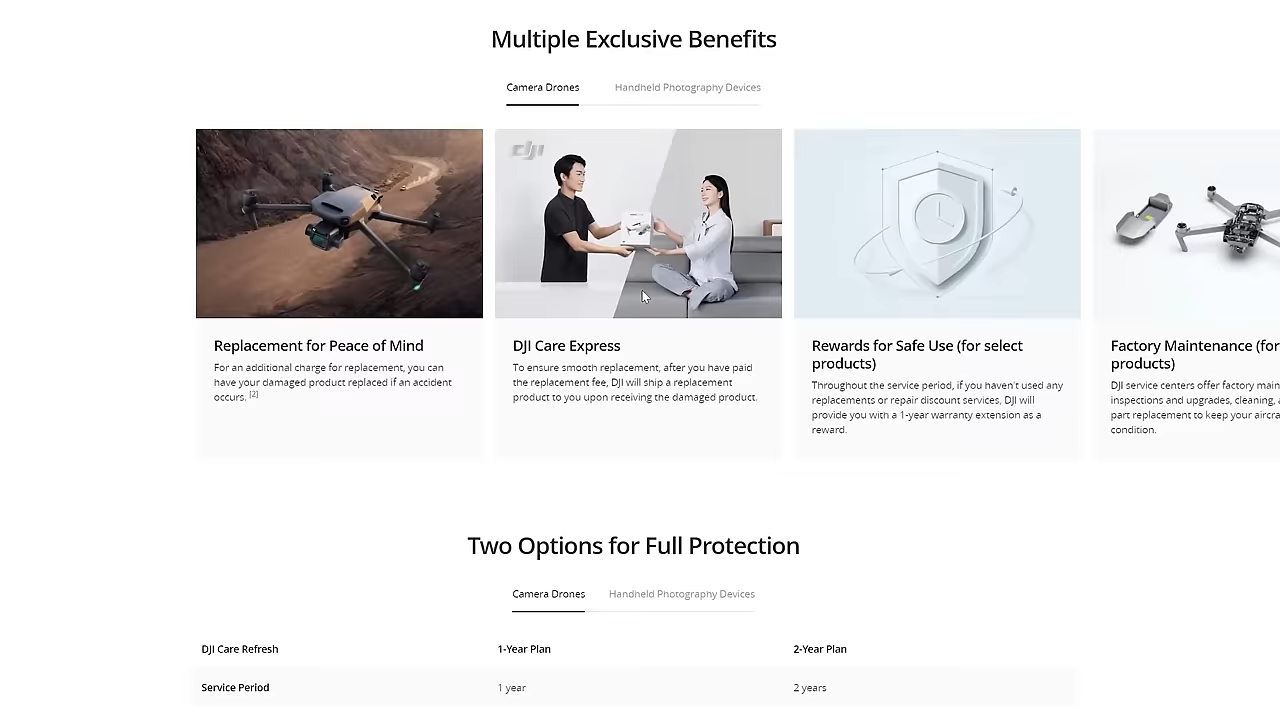 Multiple Exclusive Benefits
Camera Drones
Handheld Photography Devices
dji
Replacement for Peace of Mind
For an additional charge for replacement, you can
have your damaged product replaced if an accident
occurs. [2]
DJI Care Express
To ensure smooth replacement, after you have paid
the replacement fee, DJI will ship a replacement
product to you upon receiving the damaged product.
Rewards for Safe Use (for select
products)
Throughout the service period, if you haven't used any
replacements or repair discount services, DJI will
provide you with a 1-year warranty extension as a
reward.
Factory Maintenance (for
products)
DJI service centers offer factory main
inspections and upgrades, cleaning,
part replacement to keep your aircra
condition.
Two Options for Full Protection
Camera Drones
Handheld Photography Devices
DJI Care Refresh
1-Year Plan
2-Year Plan
Service Period
1 year
2 years